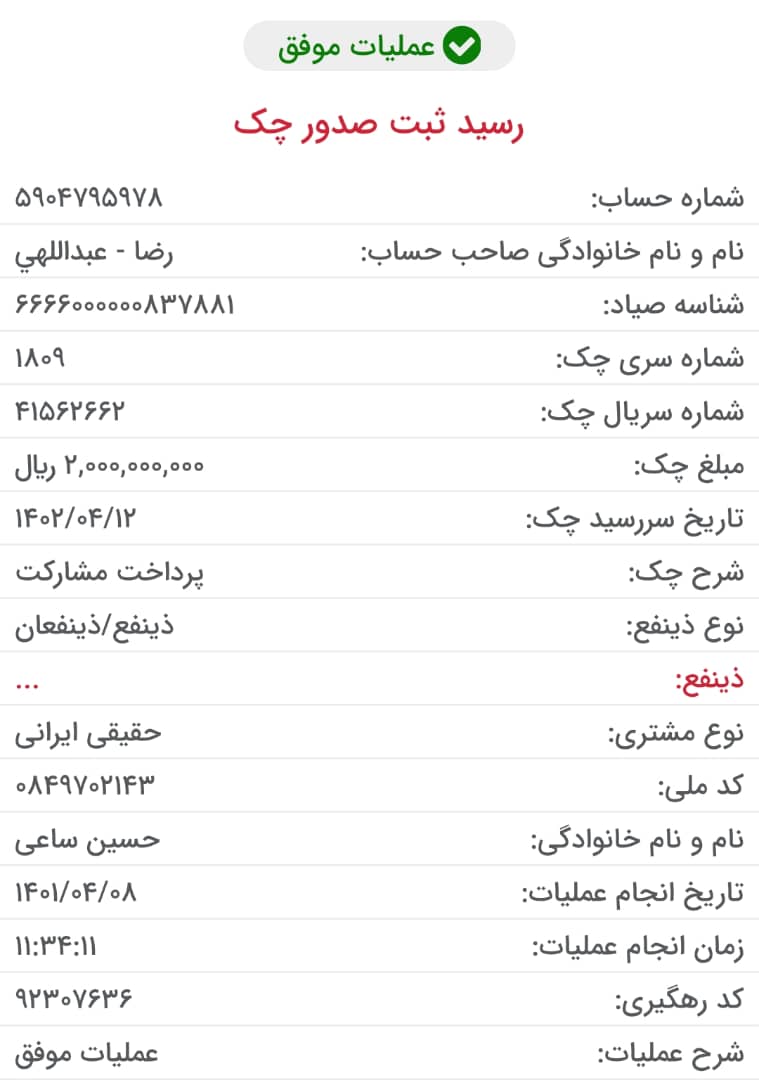 عملیات موفق
رسید ثبت صدور چک
شماره حساب: ۵۹۰۴۷۹۵۹۷۸
نام و نام خانوادگی صاحب حساب: رضا - عبداللهي
شناسه صیاد: ۶۶۶۶۰۰۰۰۰۰۸۳۷۸۸۱
شماره سری چک: ۱۸۰۹
شماره سریال چک: ۴۱۵۶۲۶۶۲
مبلغ چک: ۲,۰۰۰,۰۰۰,۰۰۰ ریال
تاریخ سررسید چک: ۱۴۰۲/۰۴/۱۲
شرح چک: پرداخت مشارکت
نوع ذینفع: ذینفع/ذینفعان
ذینفع: ...
نوع مشتری: حقیقی ایرانی
کد ملی: ۰۸۴۹۷۰۲۱۴۳
نام و نام خانوادگی: حسین ساعی
تاریخ انجام عملیات: ۱۴۰۱/۰۴/۰۸
زمان انجام عملیات: ۱۱:۳۴:۱۱
کد رهگیری: ۹۲۳۰۷۶۳۶
شرح عملیات: عملیات موفق